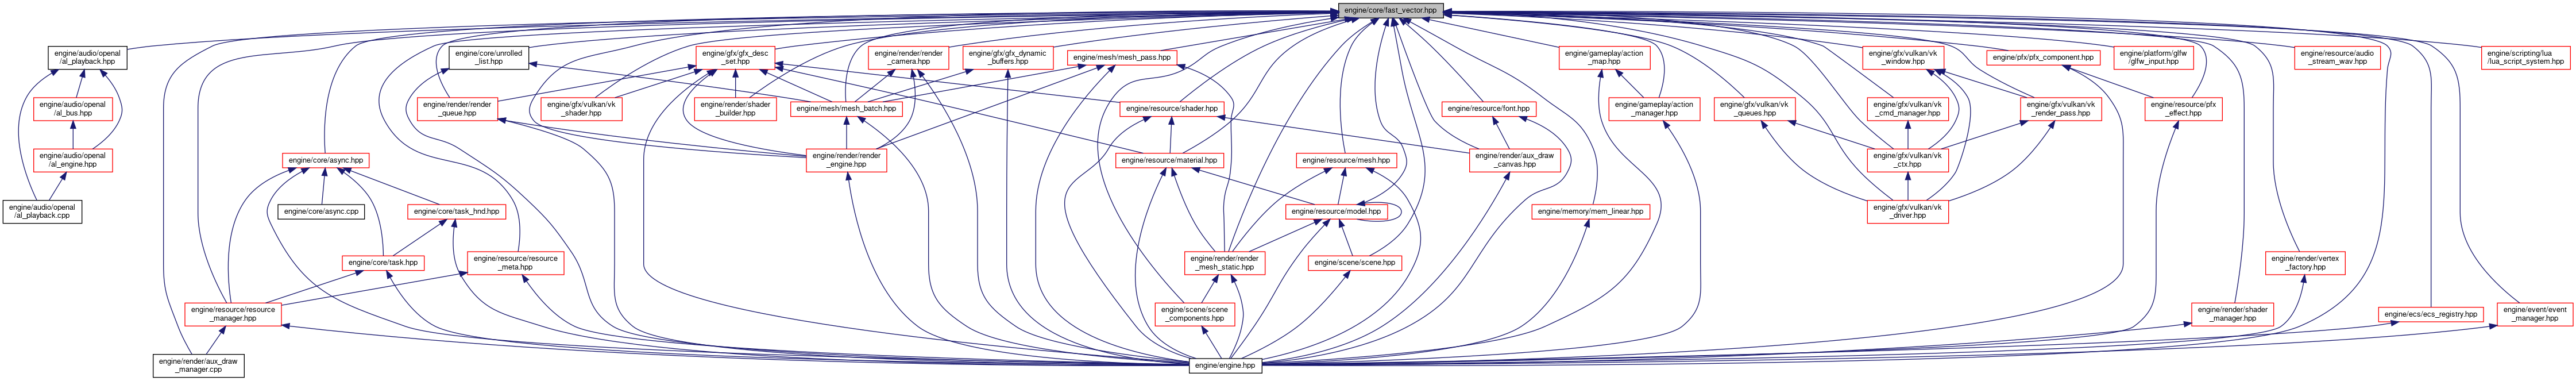 engine/core/fast_vector.hpp
engine/audio/openal
/al_playback.hpp
engine/core/unrolled
_list.hpp
engine/gfx/gfx_desc
_set.hpp
engine/render/render
_camera.hpp
engine/gfx/gfx_dynamic
_buffers.hpp
engine/mesh/mesh_pass.hpp
engine/gameplay/action
_map.hpp
engine/gfx/vulkan/vk
_window.hpp
engine/pfx/pfx_component.hpp
engine/platform/glfw
/glfw_input.hpp
engine/resource/audio
_stream_wav.hpp
engine/scripting/lua
/lua_script_system.hpp
engine/audio/openal
/al_bus.hpp
engine/render/render
_queue.hpp
engine/gfx/vulkan/vk
_shader.hpp
engine/render/shader
_builder.hpp
engine/mesh/mesh_batch.hpp
engine/resource/shader.hpp
engine/resource/font.hpp
engine/gameplay/action
_manager.hpp
engine/gfx/vulkan/vk
_queues.hpp
engine/gfx/vulkan/vk
_cmd_manager.hpp
engine/gfx/vulkan/vk
_render_pass.hpp
engine/resource/pfx
_effect.hpp
engine/audio/openal
/al_engine.hpp
engine/core/async.hpp
engine/render/render
_engine.hpp
engine/resource/material.hpp
engine/resource/mesh.hpp
engine/render/aux_draw
_canvas.hpp
engine/gfx/vulkan/vk
_ctx.hpp
engine/audio/openal
/al_playback.cpp
engine/core/async.cpp
engine/core/task_hnd.hpp
engine/resource/model.hpp
engine/memory/mem_linear.hpp
engine/gfx/vulkan/vk
_driver.hpp
engine/core/task.hpp
engine/resource/resource
_meta.hpp
engine/render/render
_mesh_static.hpp
engine/scene/scene.hpp
engine/render/vertex
_factory.hpp
engine/resource/resource
_manager.hpp
engine/scene/scene
_components.hpp
engine/render/shader
_manager.hpp
engine/ecs/ecs_registry.hpp
engine/event/event
_manager.hpp
engine/render/aux_draw
_manager.cpp
engine/engine.hpp